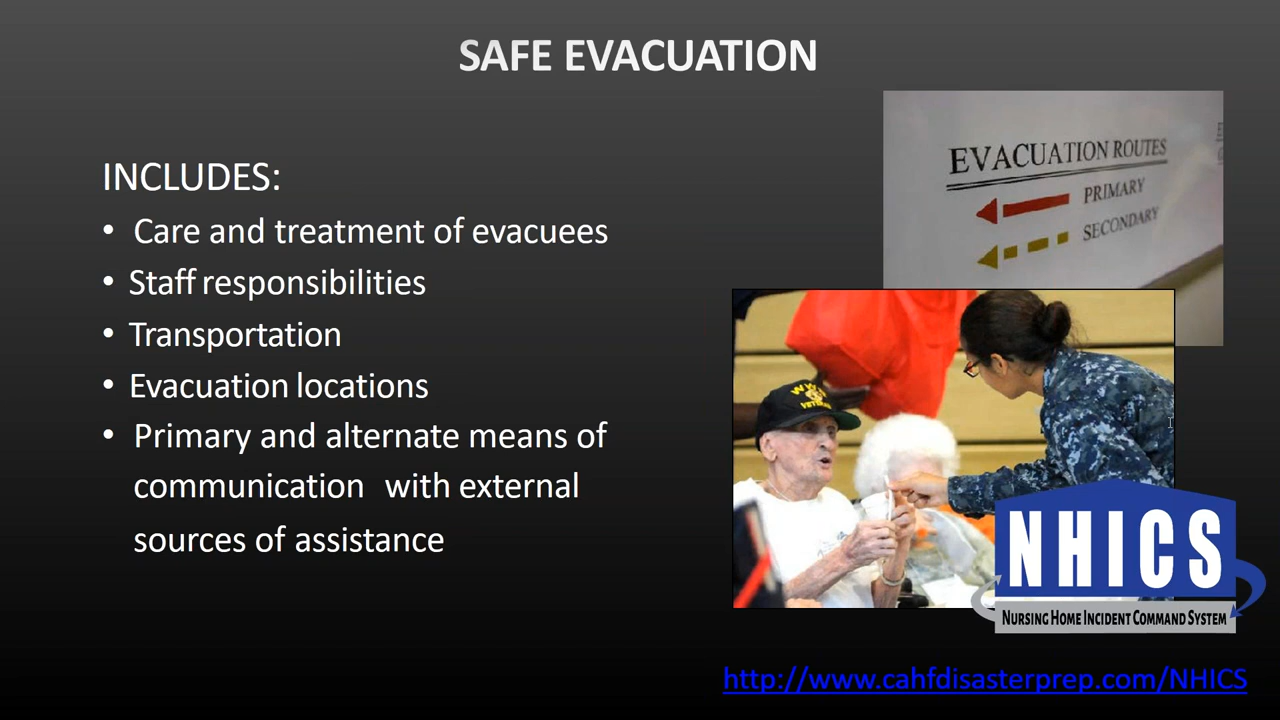 SAFE EVACUATION
INCLUDES:
• Care and treatment of evacuees
• Staff responsibilities
• Transportation
• Evacuation locations
• Primary and alternate means of
communication with external
sources of assistance
EVACUATION ROUTES
PRIMARY
SECONDARY
VETERAN
NHICS
NURSING HOME INCIDENT COMMAND SYSTEM
http://www.cahfdisasterprep.com/NHICS